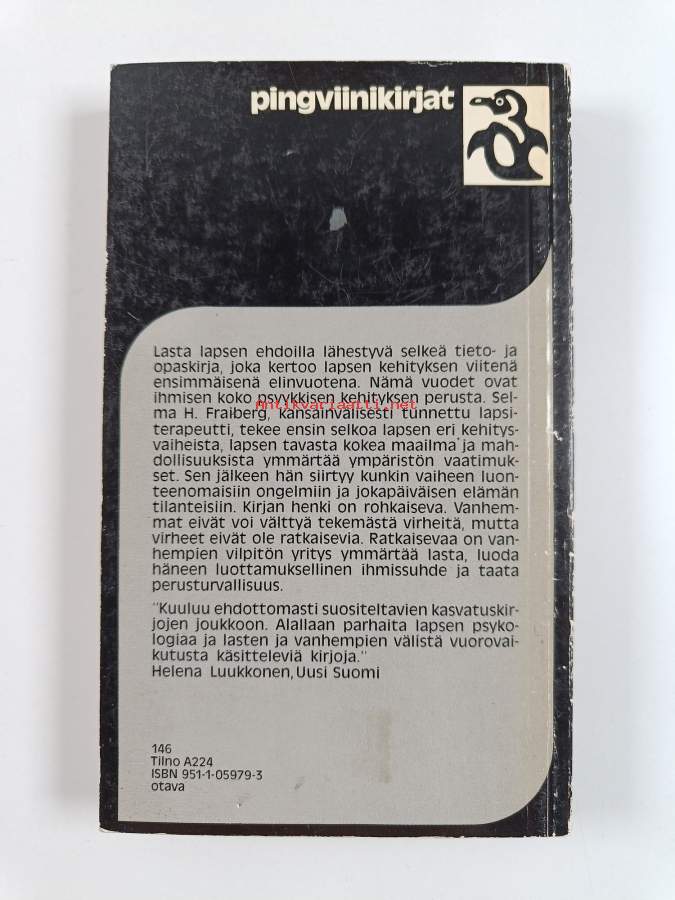 pingviinikirjat
Lasta lapsen ehdoilla lähestyvä selkeä tieto- ja
opaskirja, joka kertoo lapsen kehityksen viitenä
ensimmäisenä elinvuotena. Nämä vuodet ovat
ihmisen koko psyykkisen kehityksen perusta. Sel-
ma H. Fraiberg, kansainvälisesti tunnettu lapsi-
terapeutti, tekee ensin selkoa lapsen eri kehitys-
vaiheista, lapsen tavasta kokea maailma ja mah-
dollisuuksista ymmärtää ympäristön vaatimuk-
set. Sen jälkeen hän siirtyy kunkin vaiheen luon-
teenomaisiin ongelmiin ja jokapäiväisen elämän
tilanteisiin. Kirjan henki on rohkaiseva. Vanhem-
mat eivät voi välttyä tekemästä virheitä, mutta
virheet eivät ole ratkaisevia. Ratkaisevaa on van-
hempien vilpitön yritys ymmärtää lasta, luoda
häneen luottamuksellinen ihmissuhde ja taata
perusturvallisuus.
"Kuuluu ehdottomasti suositeltavien kasvatuskir-
jojen joukkoon. Alallaan parhaita lapsen psyko-
logiaa ja lasten ja vanhempien välistä vuorovai-
kutusta käsitteleviä kirjoja."
Helena Luukkonen, Uusi Suomi
146
Tilno A224
ISBN 951-1-05979-3
otava
Antikvariaatti.net